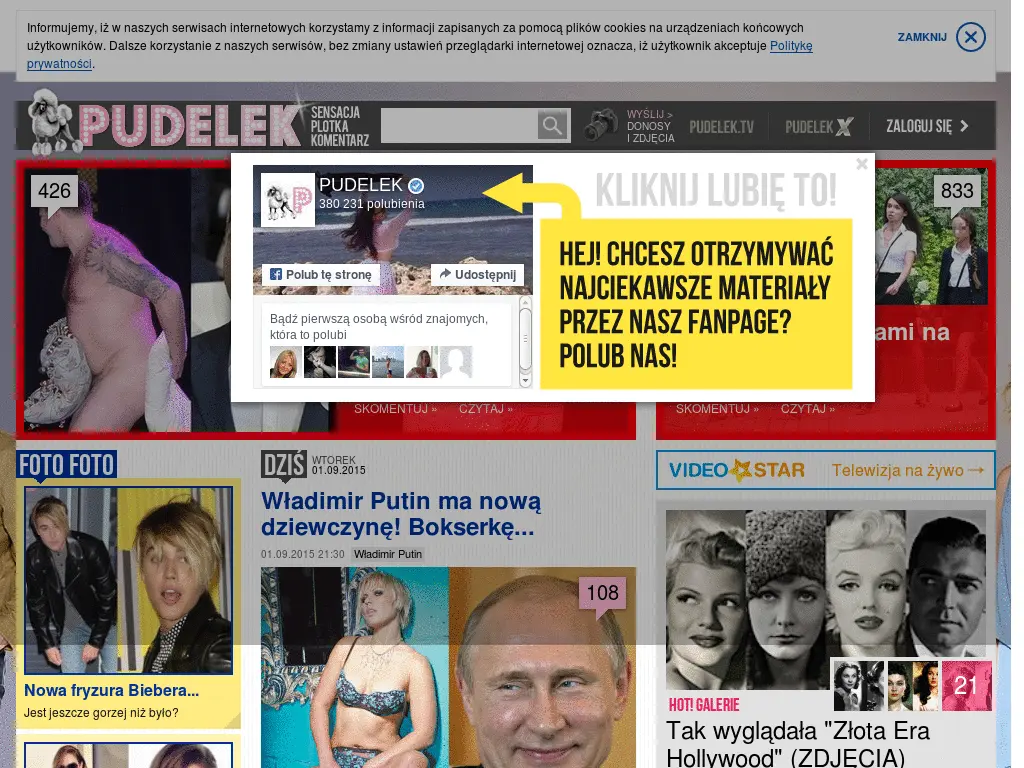 Informujemy, iż w naszych serwisach internetowych korzystamy z informacji zapisanych za pomocą plików cookies na urządzeniach końcowych
użytkowników. Dalsze korzystanie z naszych serwisów, bez zmiany ustawień przeglądarki internetowej oznacza, iż użytkownik akceptuje Politykę
prywatności.
ZAMKNIJ
PUDELEK
SENSACJA
PLOTKA
KOMENTARZ
WYŚLIJ >
DONOSY
I ZDJĘCIA
PUDELEK.TV
PUDELEK X
ZALOGUJ SIĘ
426
833
PUDELEK
380 231 polubienia
Polub tę stronę
Udostępnij
Bądź pierwszą osobą wśród znajomych,
która to polubi
KLIKNIJ LUBIĘ TO!
HEJ! CHCESZ OTRZYMYWAĆ
NAJCIEKAWSZE MATERIAŁY
PRZEZ NASZ FANPAGE?
POLUB NAS!
ami na
SKOMENTUJ » CZYTAJ »
SKOMENTUJ » CZYTAJ »
FOTO FOTO
Nowa fryzura Biebera...
Jest jeszcze gorzej niż było?
DZIŚ
WTOREK
01.09.2015
Władimir Putin ma nową
dziewczynę! Bokserkę...
01.09.2015 21:30 Władimir Putin
108
VIDEO STAR Telewizja na żywo →
21
HOT! GALERIE
Tak wyglądała "Złota Era
Hollywood" (ZDJĘCIA)